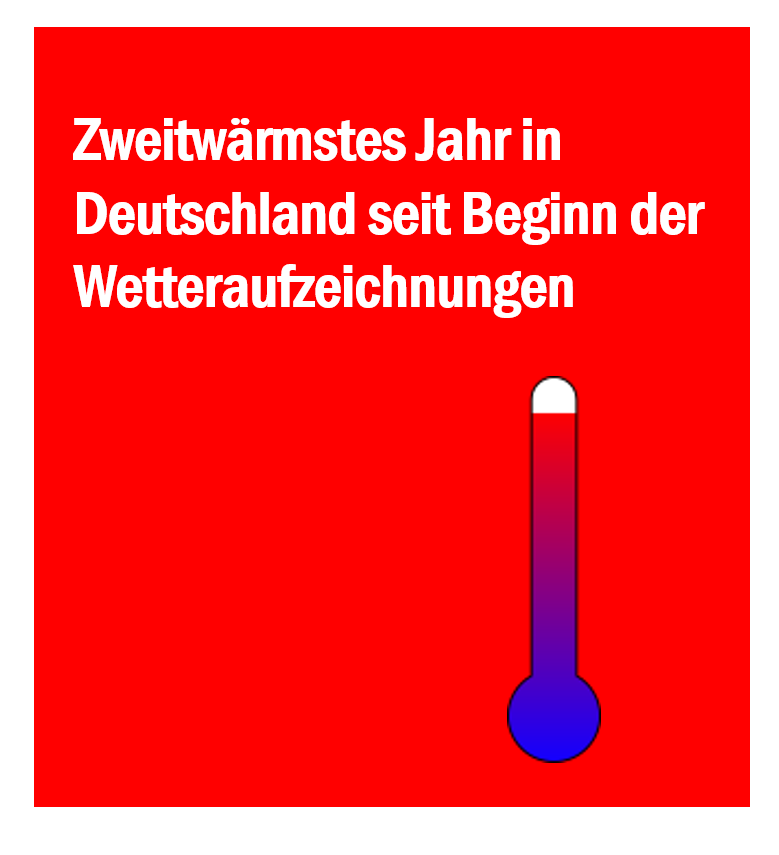 Zweitwärmstes Jahr in
Deutschland seit Beginn der
Wetteraufzeichnungen